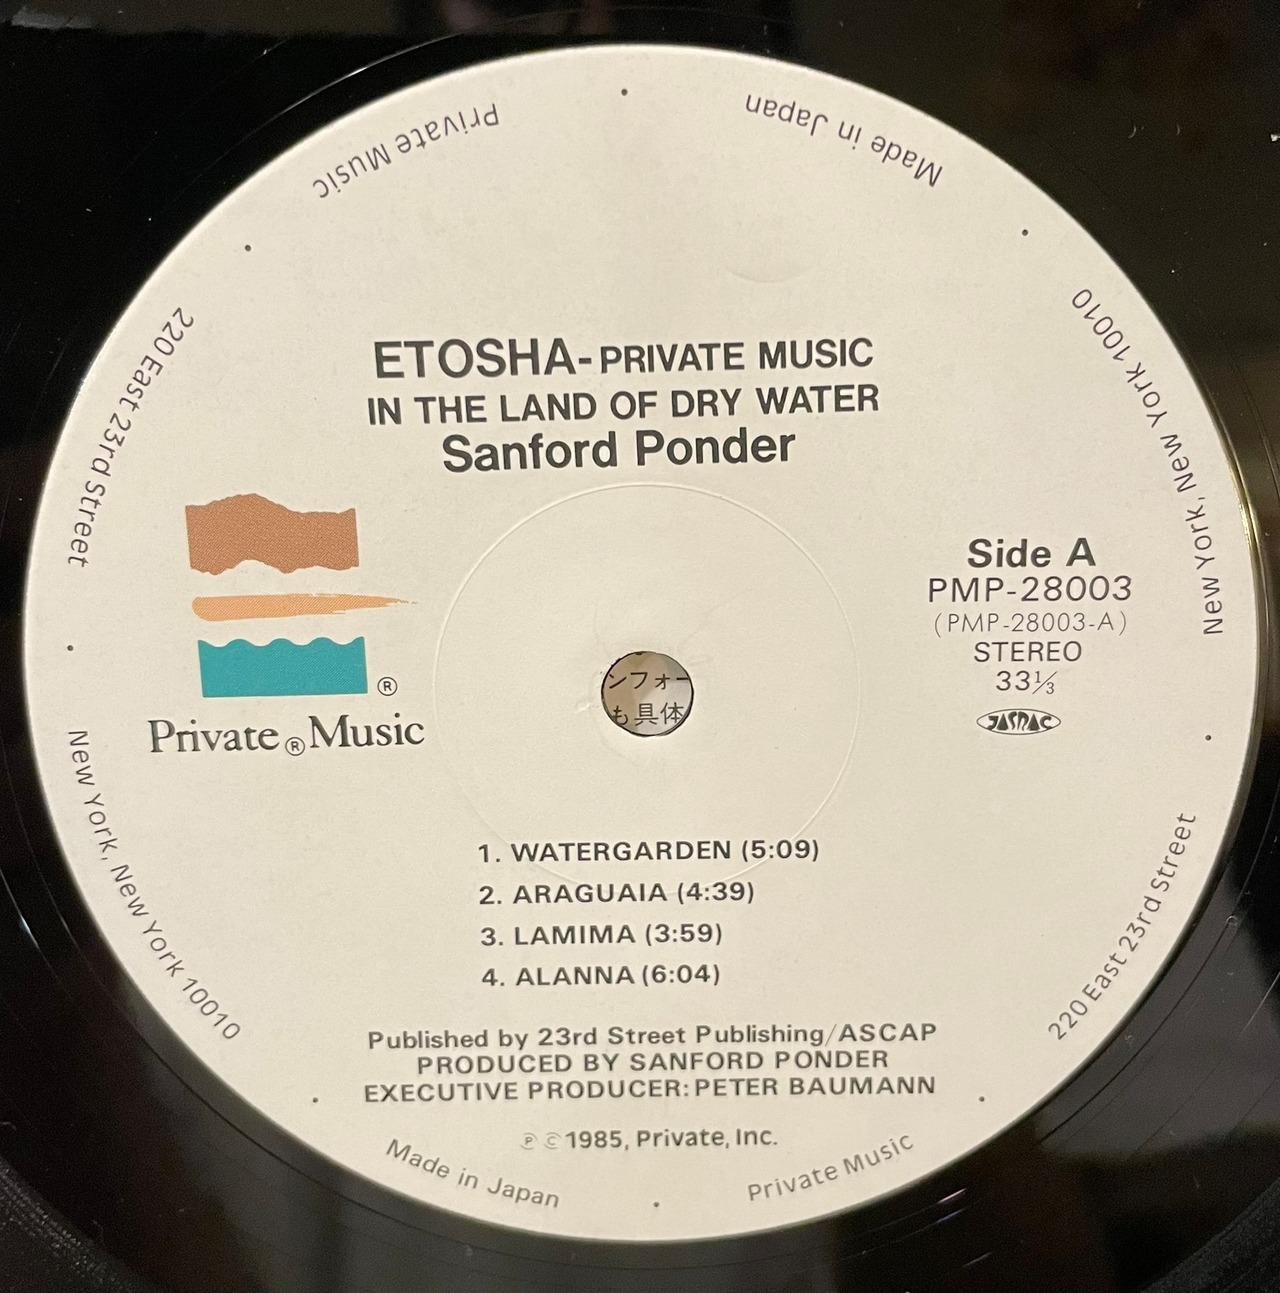 Private Music
Made in Japan
220 East 23rd Street
New York, New York 10010
ETOSHA-PRIVATE MUSIC
IN THE LAND OF DRY WATER
Sanford Ponder
®
Private®Music
Side A
PMP-28003
(PMP-28003-A)
STEREO
33⅓
JASRAC
ンフォー
も具体
1. WATERGARDEN (5:09)
2. ARAGUAIA (4:39)
3. LAMIMA (3:59)
4. ALANNA (6:04)
Published by 23rd Street Publishing/ASCAP
PRODUCED BY SANFORD PONDER
EXECUTIVE PRODUCER: PETER BAUMANN
℗ ©1985, Private, Inc.
New York, New York 10010
220 East 23rd Street
Made in Japan
Private Music